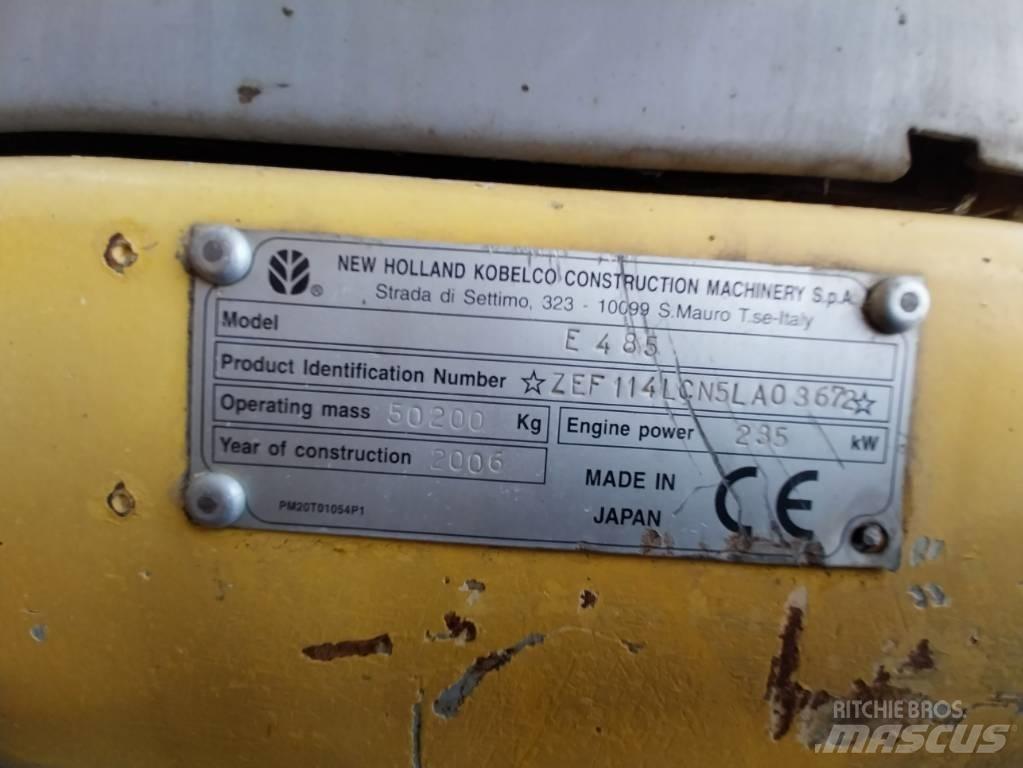 NEW HOLLAND KOBELCO CONSTRUCTION MACHINERY S.p.A.
Strada di Settimo, 323 - 10099 S.Mauro T.se-Italy
Model E 485
Product Identification Number ☆ZEF114LCN5LA03672☆
Operating mass 50200 Kg Engine power 235 kW
Year of construction 2006
MADE IN
JAPAN
CE
PM20T01054P1
®
RITCHIE BROS.
MASCUS